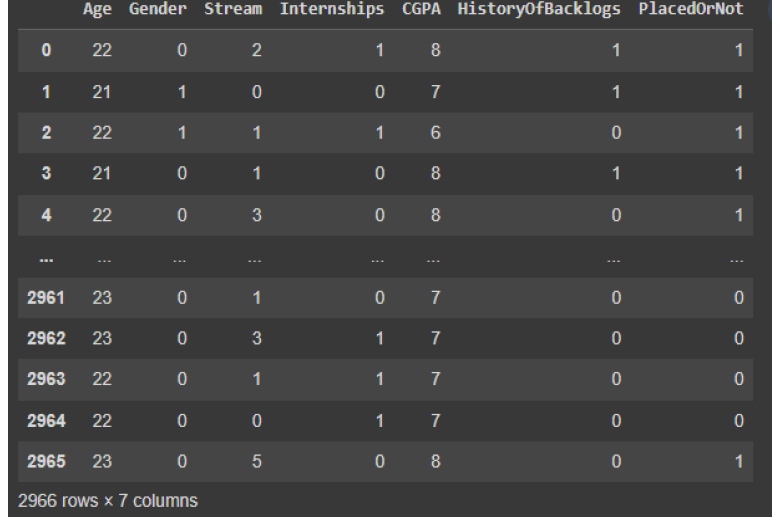 Age Gender Stream Internships CGPA HistoryOfBacklogs PlacedOrNot
0 22 0 2 1 8 1 1
1 21 1 0 0 7 1 1
2 22 1 1 1 6 0 1
3 21 0 1 0 8 1 1
4 22 0 3 0 8 0 1
... ... ... ... ... ... ... ...
2961 23 0 1 0 7 0 0
2962 23 0 3 1 7 0 0
2963 22 0 1 1 7 0 0
2964 22 0 0 1 7 0 0
2965 23 0 5 0 8 0 1
2966 rows × 7 columns